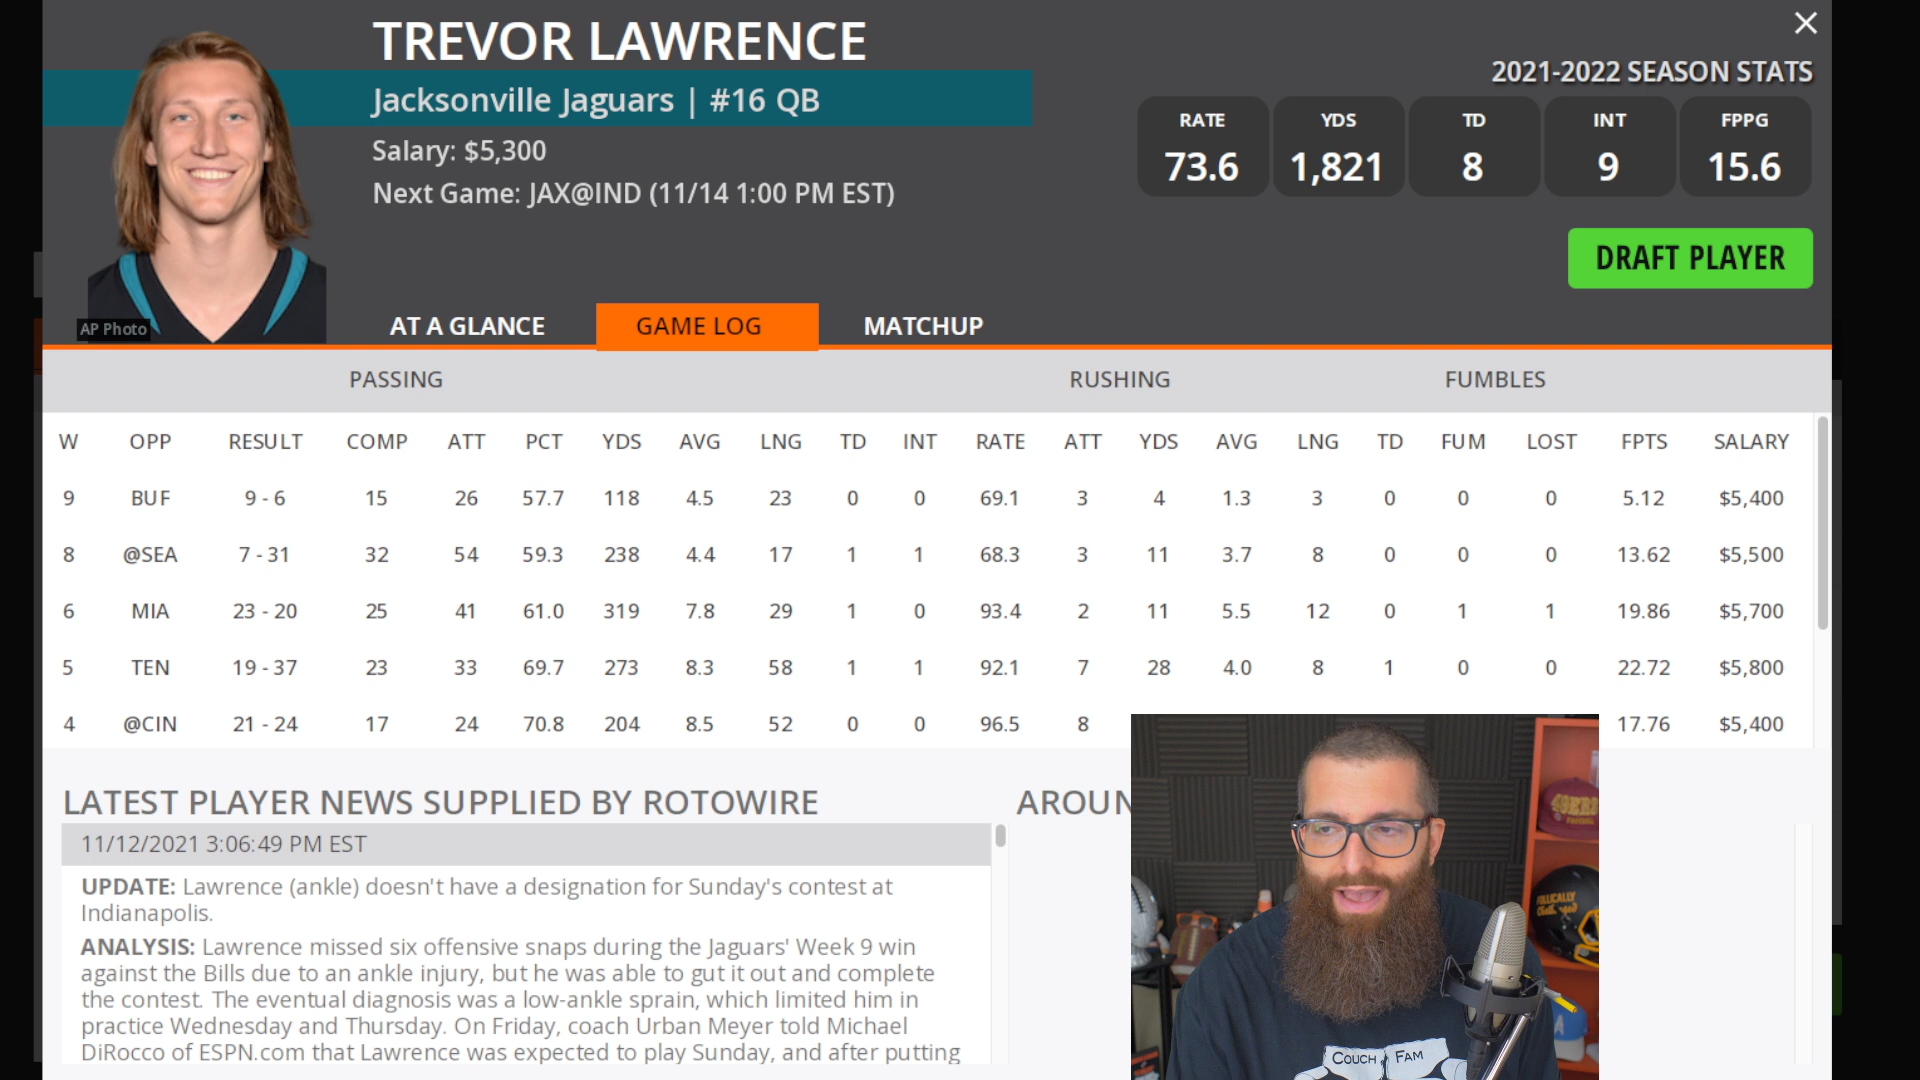 TREVOR LAWRENCE
Jacksonville Jaguars | #16 QB
Salary: $5,300
Next Game: JAX@IND (11/14 1:00 PM EST)
AP Photo
2021-2022 SEASON STATS
RATE YDS TD INT FPPG
73.6 1,821 8 9 15.6
DRAFT PLAYER
AT A GLANCE GAME LOG MATCHUP
PASSING RUSHING FUMBLES
W OPP RESULT COMP ATT PCT YDS AVG LNG TD INT RATE ATT YDS AVG LNG TD FUM LOST FPTS SALARY
9 BUF 9 - 6 15 26 57.7 118 4.5 23 0 0 69.1 3 4 1.3 3 0 0 0 5.12 $5,400
8 @SEA 7 - 31 32 54 59.3 238 4.4 17 1 1 68.3 3 11 3.7 8 0 0 0 13.62 $5,500
6 MIA 23 - 20 25 41 61.0 319 7.8 29 1 0 93.4 2 11 5.5 12 0 1 1 19.86 $5,700
5 TEN 19 - 37 23 33 69.7 273 8.3 58 1 1 92.1 7 28 4.0 8 1 0 0 22.72 $5,800
4 @CIN 21 - 24 17 24 70.8 204 8.5 52 0 0 96.5 8 17.76 $5,400
LATEST PLAYER NEWS SUPPLIED BY ROTOWIRE
11/12/2021 3:06:49 PM EST
UPDATE: Lawrence (ankle) doesn't have a designation for Sunday's contest at
Indianapolis.
ANALYSIS: Lawrence missed six offensive snaps during the Jaguars' Week 9 win
against the Bills due to an ankle injury, but he was able to gut it out and complete
the contest. The eventual diagnosis was a low-ankle sprain, which limited him in
practice Wednesday and Thursday. On Friday, coach Urban Meyer told Michael
DiRocco of ESPN.com that Lawrence was expected to play Sunday, and after putting
AROUN
49ERS
FOLLICALLY
Challenged
A
COUCH FAM